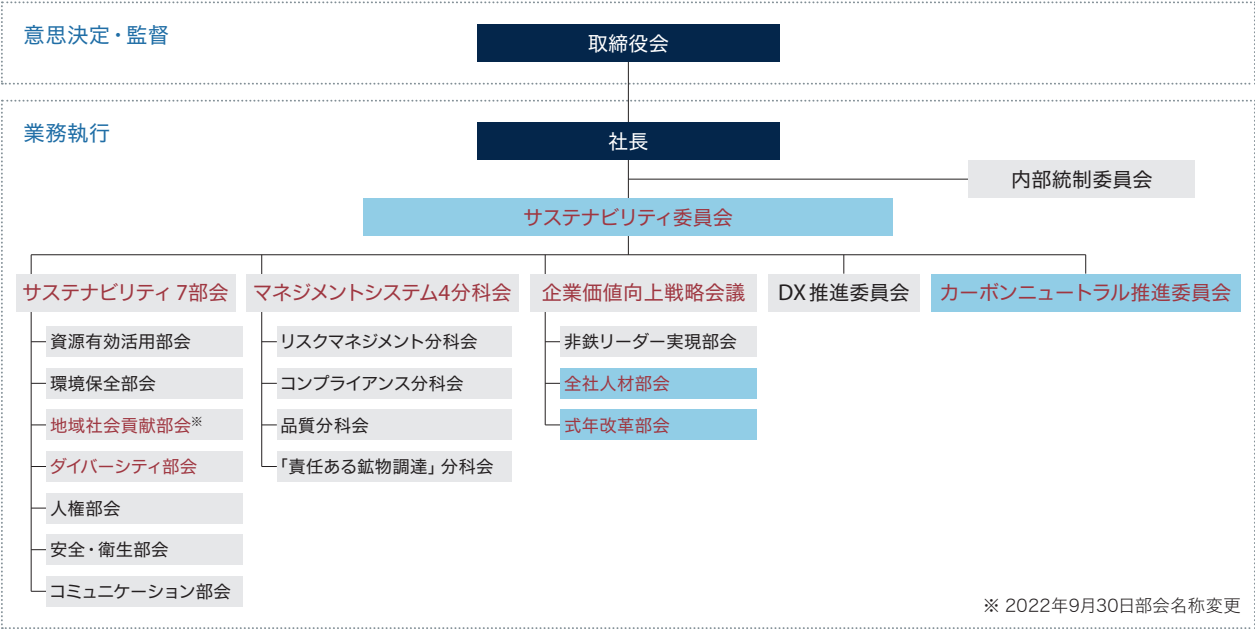 意思決定・監督
取締役会
業務執行
社長
内部統制委員会
サステナビリティ委員会
サステナビリティ 7部会
マネジメントシステム4分科会
企業価値向上戦略会議
DX 推進委員会
カーボンニュートラル推進委員会
資源有効活用部会
環境保全部会
地域社会貢献部会※
ダイバーシティ部会
人権部会
安全・衛生部会
コミュニケーション部会
リスクマネジメント分科会
コンプライアンス分科会
品質分科会
「責任ある鉱物調達」分科会
非鉄リーダー実現部会
全社人材部会
式年改革部会
※ 2022年9月30日部会名称変更